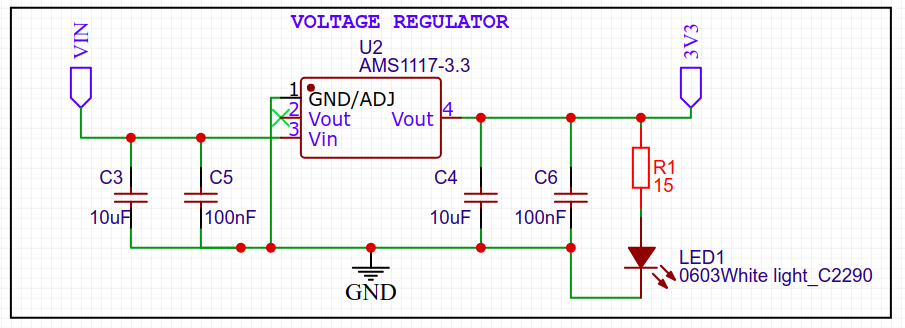 VOLTAGE REGULATOR
VIN
U2
AMS1117-3.3
3V3
1
GND/ADJ
2
Vout
Vout
4
3
Vin
C3
10uF
C5
100nF
C4
10uF
C6
100nF
R1
15
LED1
0603White light_C2290
GND